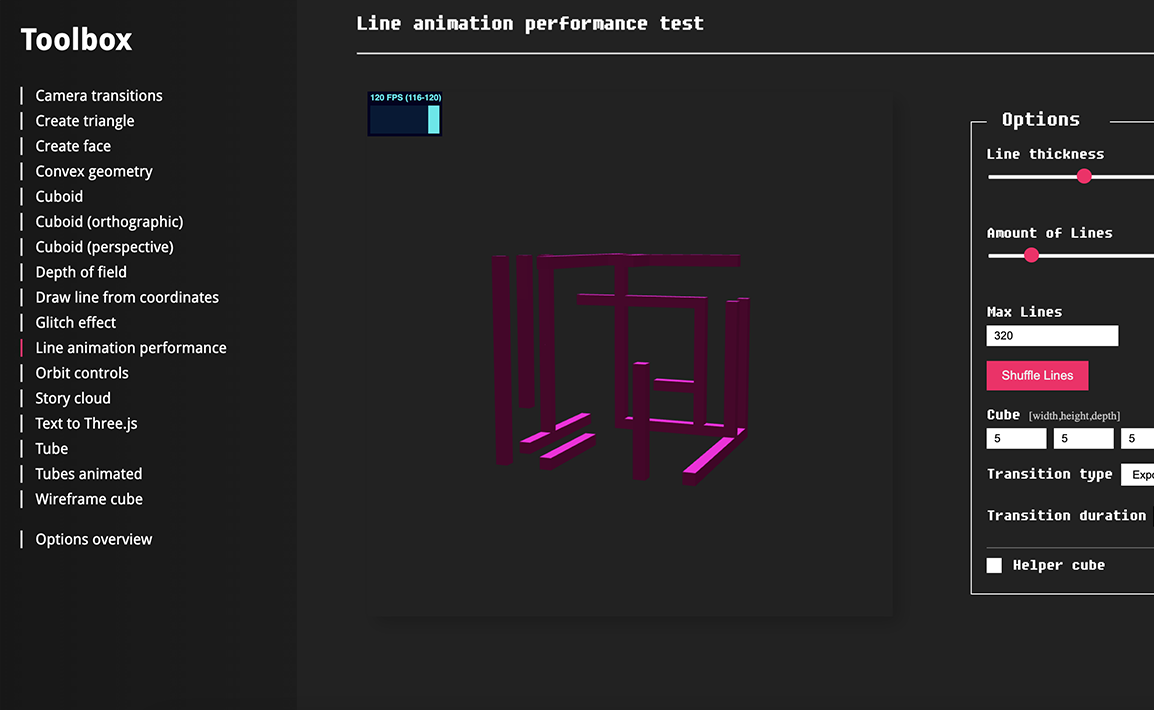 Toolbox
Camera transitions
Create triangle
Create face
Convex geometry
Cuboid
Cuboid (orthographic)
Cuboid (perspective)
Depth of field
Draw line from coordinates
Glitch effect
Line animation performance
Orbit controls
Story cloud
Text to Three.js
Tube
Tubes animated
Wireframe cube
Options overview
Line animation performance test
120 FPS (116-120)
Options
Line thickness
Amount of Lines
Max Lines
320
Shuffle Lines
Cube [width,height,depth]
5 5 5
Transition type Expo
Transition duration
Helper cube